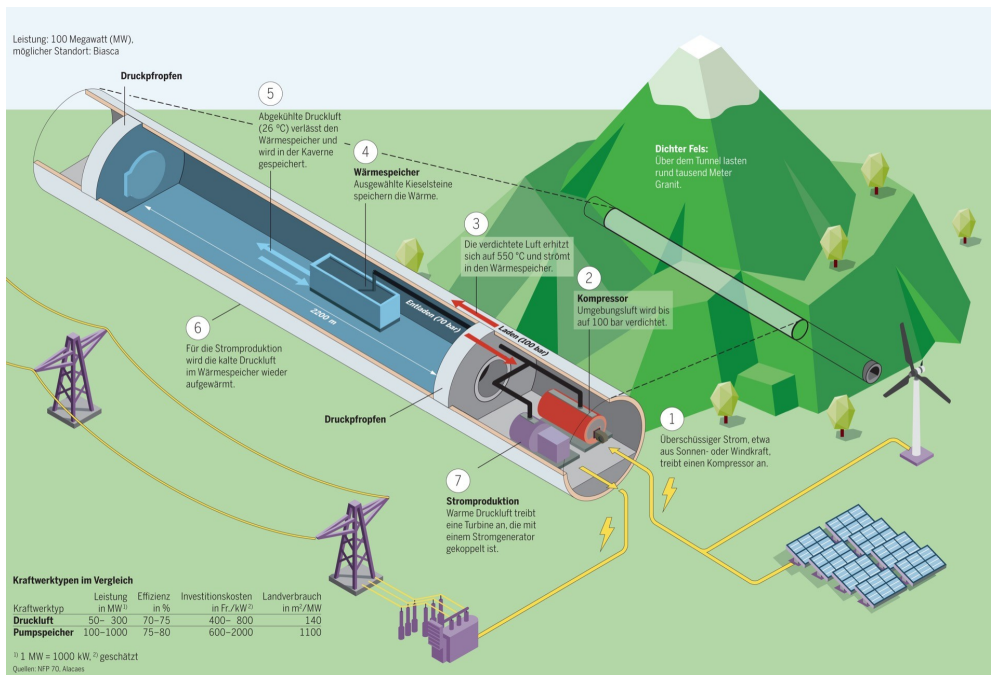 Leistung: 100 Megawatt (MW),
möglicher Standort: Biasca
Druckpfropfen
5
Abgekühlte Druckluft
(26 °C) verlässt den
Wärmespeicher und
wird in der Kaverne
gespeichert.
4
Wärmespeicher
Ausgewählte Kieselsteine
speichern die Wärme.
Dichter Fels:
Über dem Tunnel lasten
rund tausend Meter
Granit.
3
Die verdichtete Luft erhitzt
sich auf 550 °C und strömt
in den Wärmespeicher.
2
Kompressor
Umgebungsluft wird bis
auf 100 bar verdichtet.
Entladen (70 bar)
Laden (100 bar)
2200 m
6
Für die Stromproduktion
wird die kalte Druckluft
im Wärmespeicher wieder
aufgewärmt.
Druckpfropfen
1
Überschüssiger Strom, etwa
aus Sonnen- oder Windkraft,
treibt einen Kompressor an.
7
Stromproduktion
Warme Druckluft treibt
eine Turbine an, die mit
einem Stromgenerator
gekoppelt ist.
Kraftwerktypen im Vergleich
Leistung Effizienz Investitionskosten Landverbrauch
Kraftwerktyp in MW 1) in % in Fr./kW 2) in m²/MW
Druckluft 50– 300 70–75 400– 800 140
Pumpspeicher 100–1000 75–80 600–2000 1100
1) 1 MW = 1000 kW, 2) geschätzt
Quellen: NFP 70, Alacaes